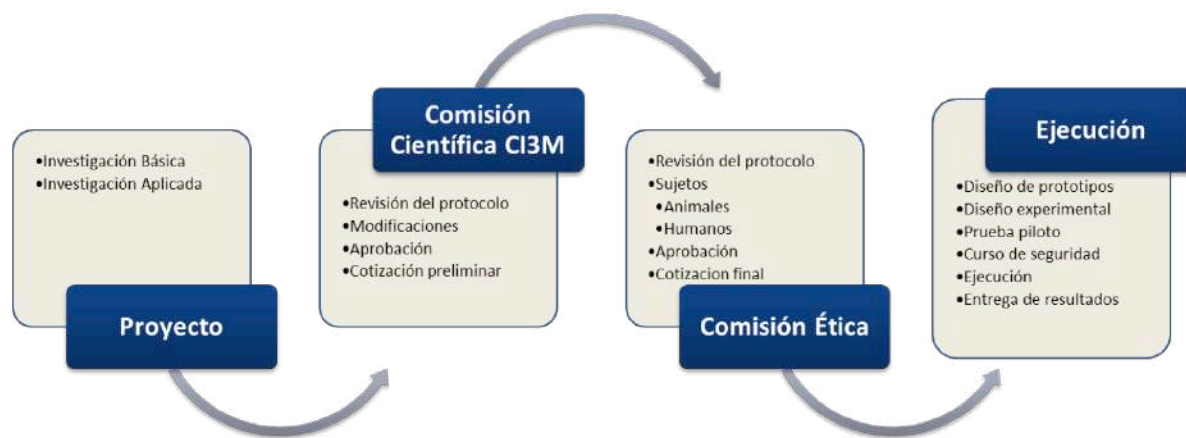 •Investigación Básica
•Investigación Aplicada
Proyecto
Comisión
Científica CI3M
•Revisión del protocolo
•Modificaciones
•Aprobación
•Cotización preliminar
•Revisión del protocolo
•Sujetos
•Animales
•Humanos
•Aprobación
•Cotizacion final
Comisión Ética
Ejecución
•Diseño de prototipos
•Diseño experimental
•Prueba piloto
•Curso de seguridad
•Ejecución
•Entrega de resultados